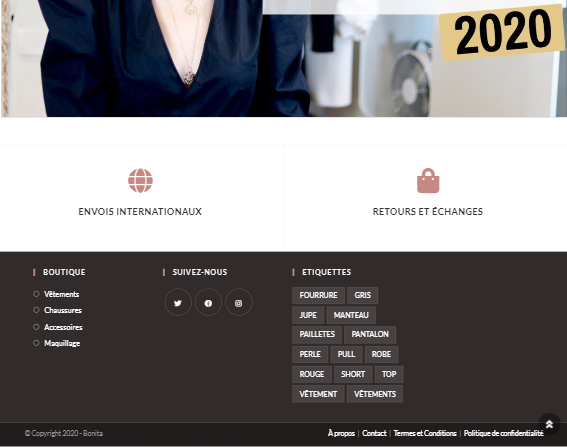 2020
ENVOIS INTERNATIONAUX
RETOURS ET ÉCHANGES
BOUTIQUE
Vêtements
Chaussures
Accessoires
Maquillage
SUIVEZ-NOUS
ETIQUETTES
FOURRURE GRIS
JUPE MANTEAU
PAILLETES PANTALON
PERLE PULL ROBE
ROUGE SHORT TOP
VÊTEMENT VÊTEMENTS
© Copyright 2020 - Bonita
À propos | Contact | Termes et Conditions | Politique de confidentialité